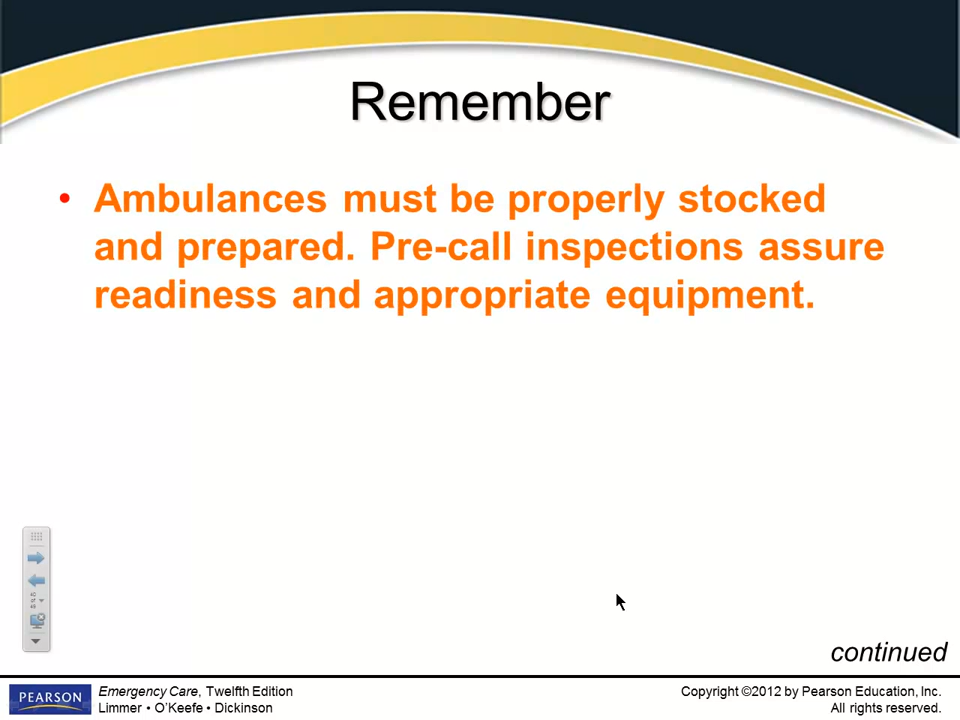 Remember
• Ambulances must be properly stocked
and prepared. Pre-call inspections assure
readiness and appropriate equipment.
continued
PEARSON
Emergency Care, Twelfth Edition
Limmer • O'Keefe • Dickinson
Copyright ©2012 by Pearson Education, Inc.
All rights reserved.